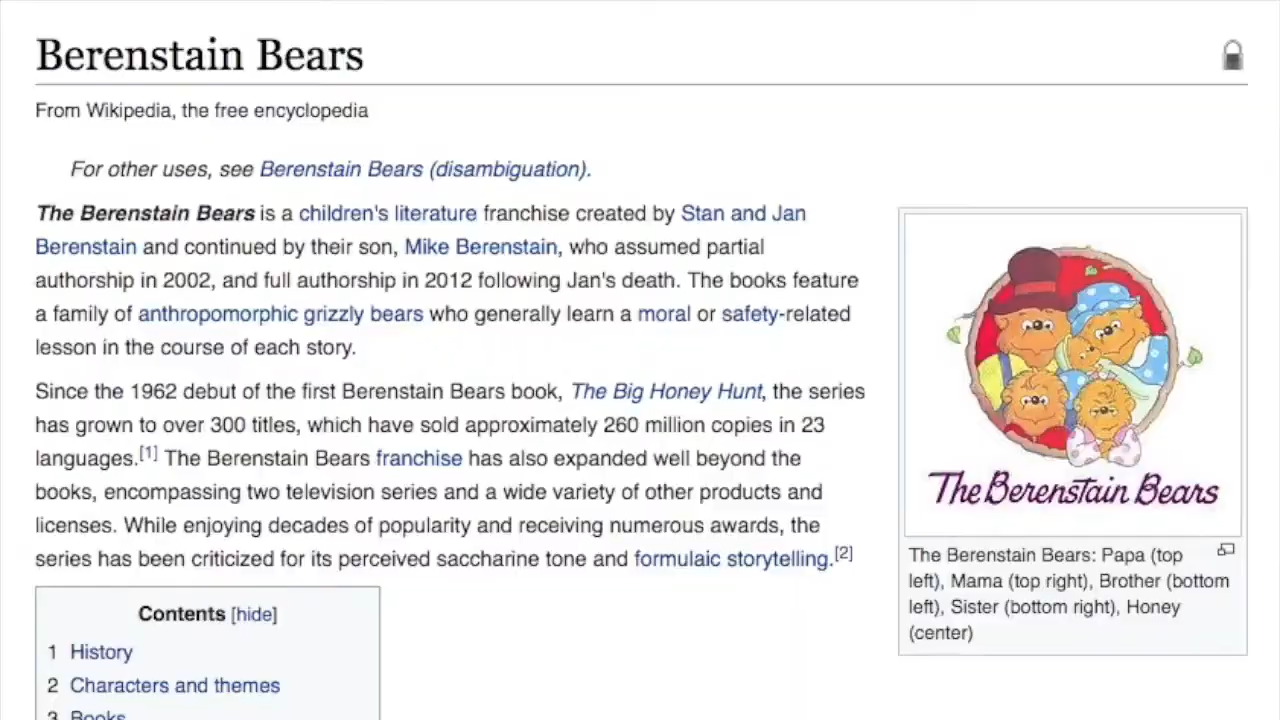 Berenstain Bears
From Wikipedia, the free encyclopedia
For other uses, see Berenstain Bears (disambiguation).
The Berenstain Bears is a children's literature franchise created by Stan and Jan
Berenstain and continued by their son, Mike Berenstain, who assumed partial
authorship in 2002, and full authorship in 2012 following Jan's death. The books feature
a family of anthropomorphic grizzly bears who generally learn a moral or safety-related
lesson in the course of each story.
Since the 1962 debut of the first Berenstain Bears book, The Big Honey Hunt, the series
has grown to over 300 titles, which have sold approximately 260 million copies in 23
languages.[1] The Berenstain Bears franchise has also expanded well beyond the
books, encompassing two television series and a wide variety of other products and
licenses. While enjoying decades of popularity and receiving numerous awards, the
series has been criticized for its perceived saccharine tone and formulaic storytelling.[2]
The Berenstain Bears
The Berenstain Bears: Papa (top
left), Mama (top right), Brother (bottom
left), Sister (bottom right), Honey
(center)
Contents [hide]
1 History
2 Characters and themes
3 Books